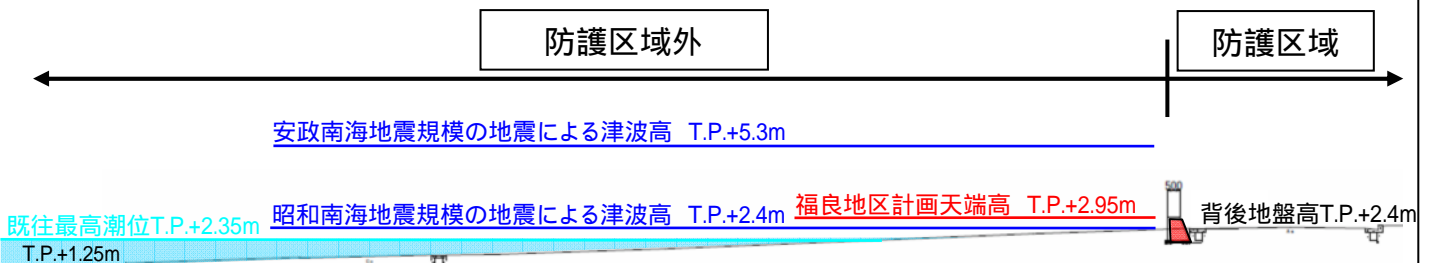 防護区域外
防護区域
安政南海地震規模の地震による津波高 T.P.+5.3m
500
既往最高潮位T.P.+2.35m
昭和南海地震規模の地震による津波高 T.P.+2.4m
福良地区計画天端高 T.P.+2.95m
背後地盤高T.P.+2.4m
T.P.+1.25m